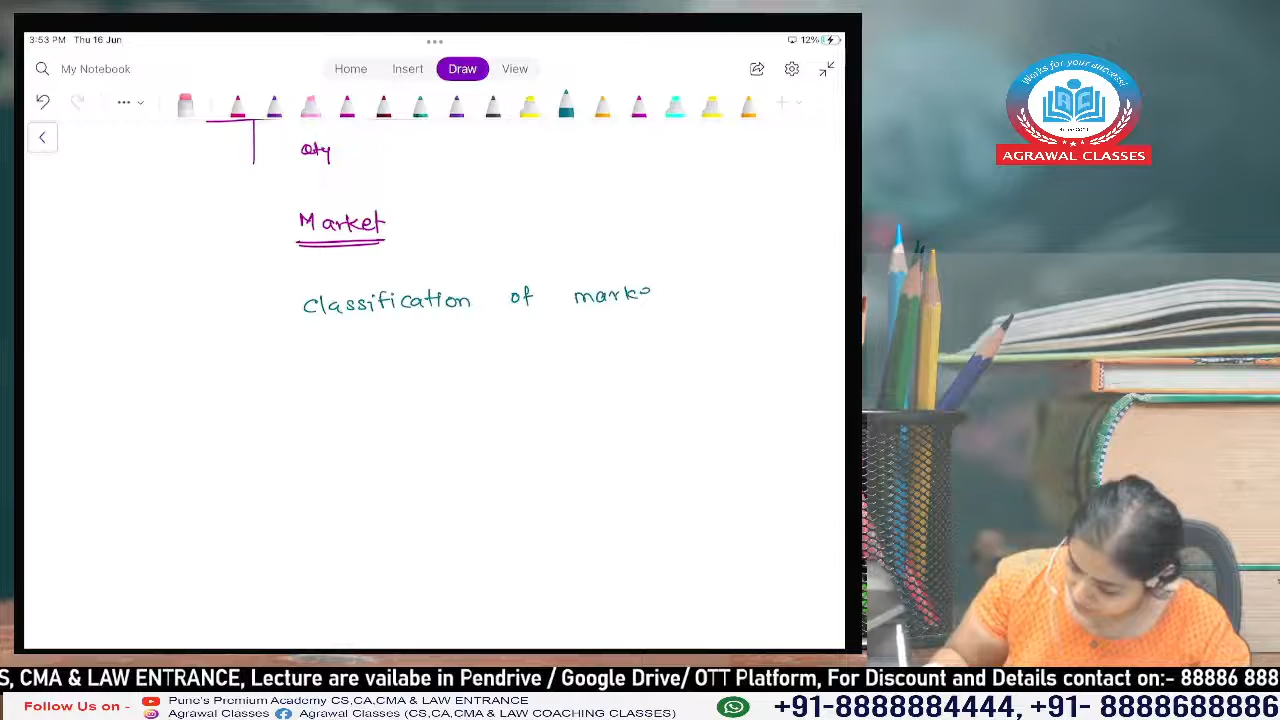 3:53 PM Thu 16 Jun
12%
My Notebook
Home Insert Draw View
Qty
Market
Classification of marke
Works for your success!
AC
AGRAWAL CLASSES
S, CMA & LAW ENTRANCE, Lecture are vailabe in Pendrive / Google Drive/ OTT Platform, For Discount and Details contact on:- 88886 888
Follow Us on -
Pune's Premium Academy CS,CA,CMA & LAW ENTRANCE
Agrawal Classes
Agrawal Classes (CS,CA,CMA & LAW COACHING CLASSES)
+91-8888884444, +91- 8888688886